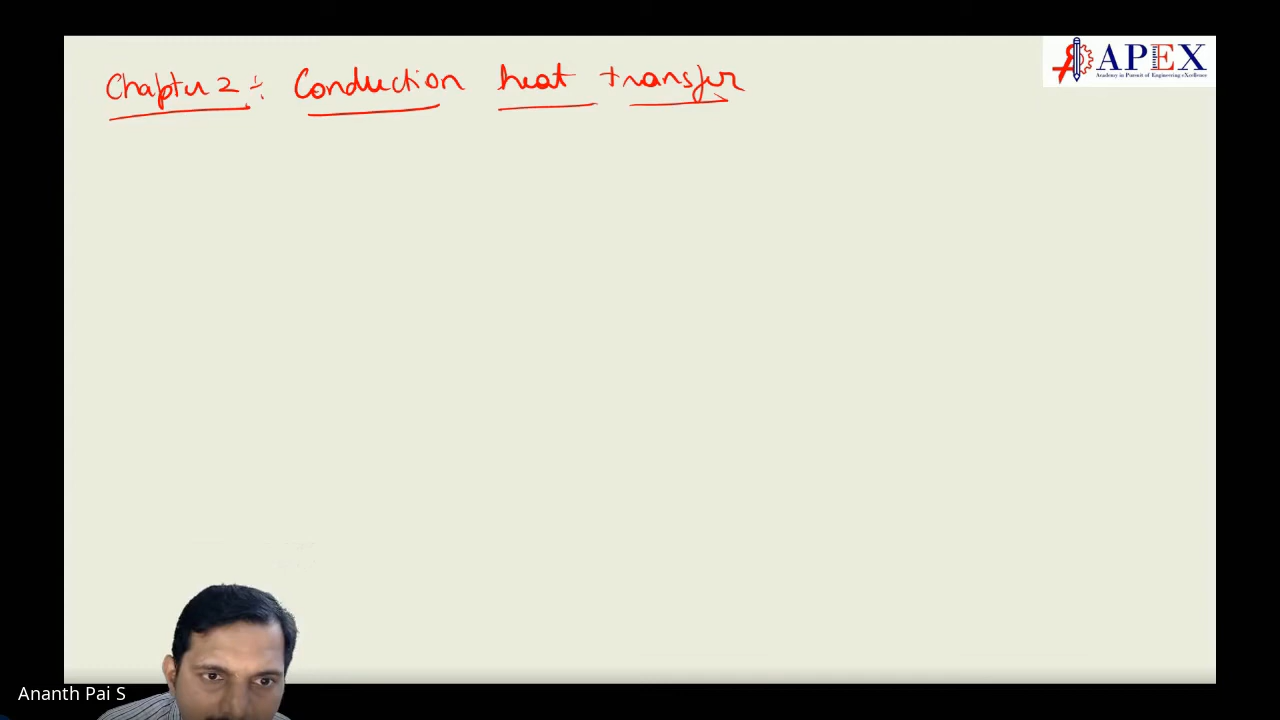 Chapter 2 : Conduction heat transfer
APEX
Academy in Pursuit of Engineering eXcellence
Ananth Pai S